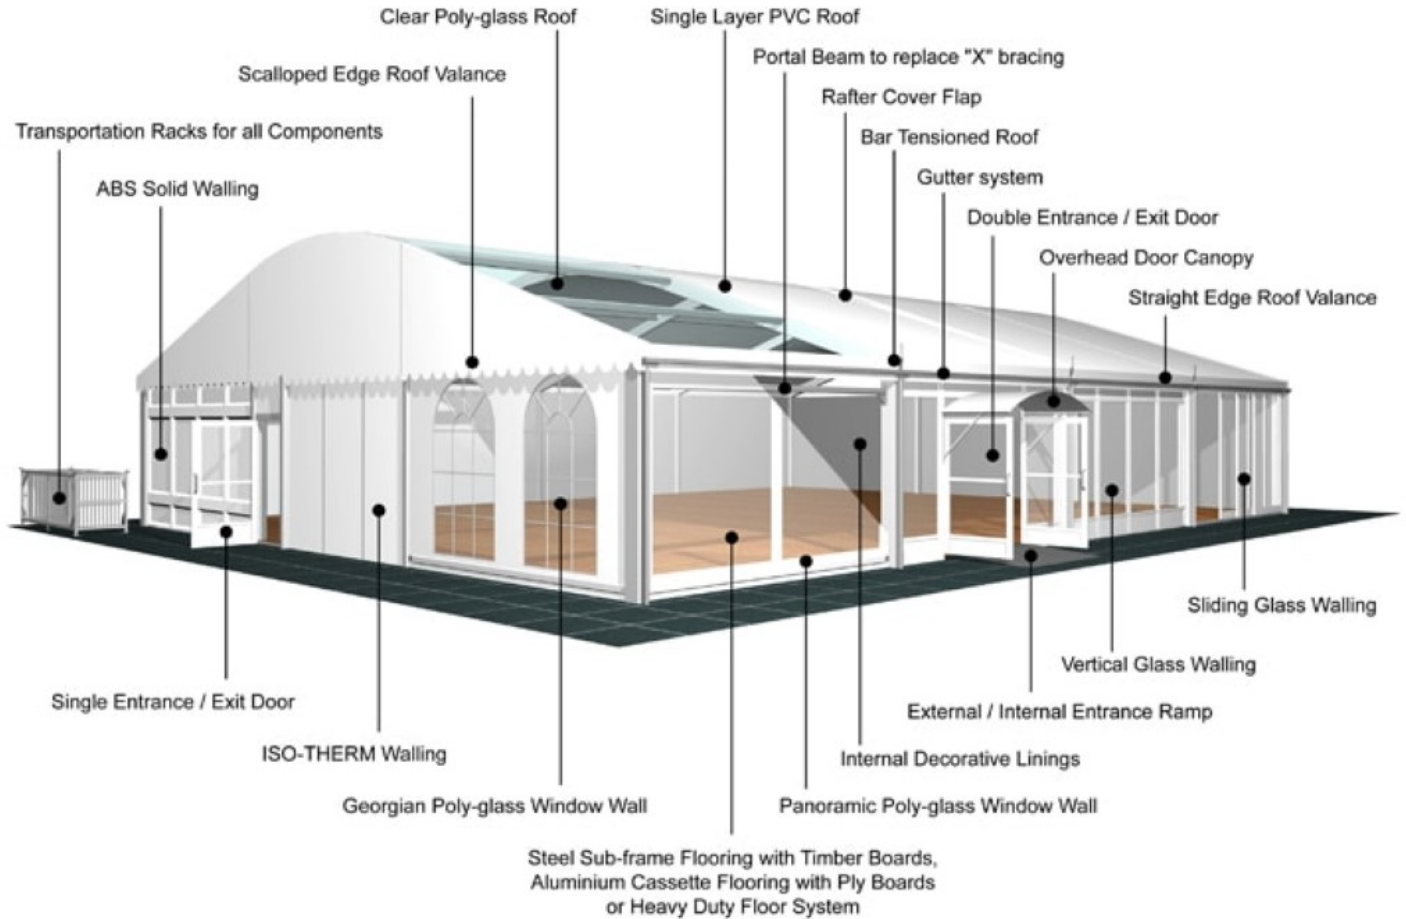 Clear Poly-glass Roof
Single Layer PVC Roof
Portal Beam to replace "X" bracing
Scalloped Edge Roof Valance
Rafter Cover Flap
Transportation Racks for all Components
Bar Tensioned Roof
ABS Solid Walling
Gutter system
Double Entrance / Exit Door
Overhead Door Canopy
Straight Edge Roof Valance
Sliding Glass Walling
Vertical Glass Walling
Single Entrance / Exit Door
External / Internal Entrance Ramp
ISO-THERM Walling
Internal Decorative Linings
Georgian Poly-glass Window Wall
Panoramic Poly-glass Window Wall
Steel Sub-frame Flooring with Timber Boards,
Aluminium Cassette Flooring with Ply Boards
or Heavy Duty Floor System